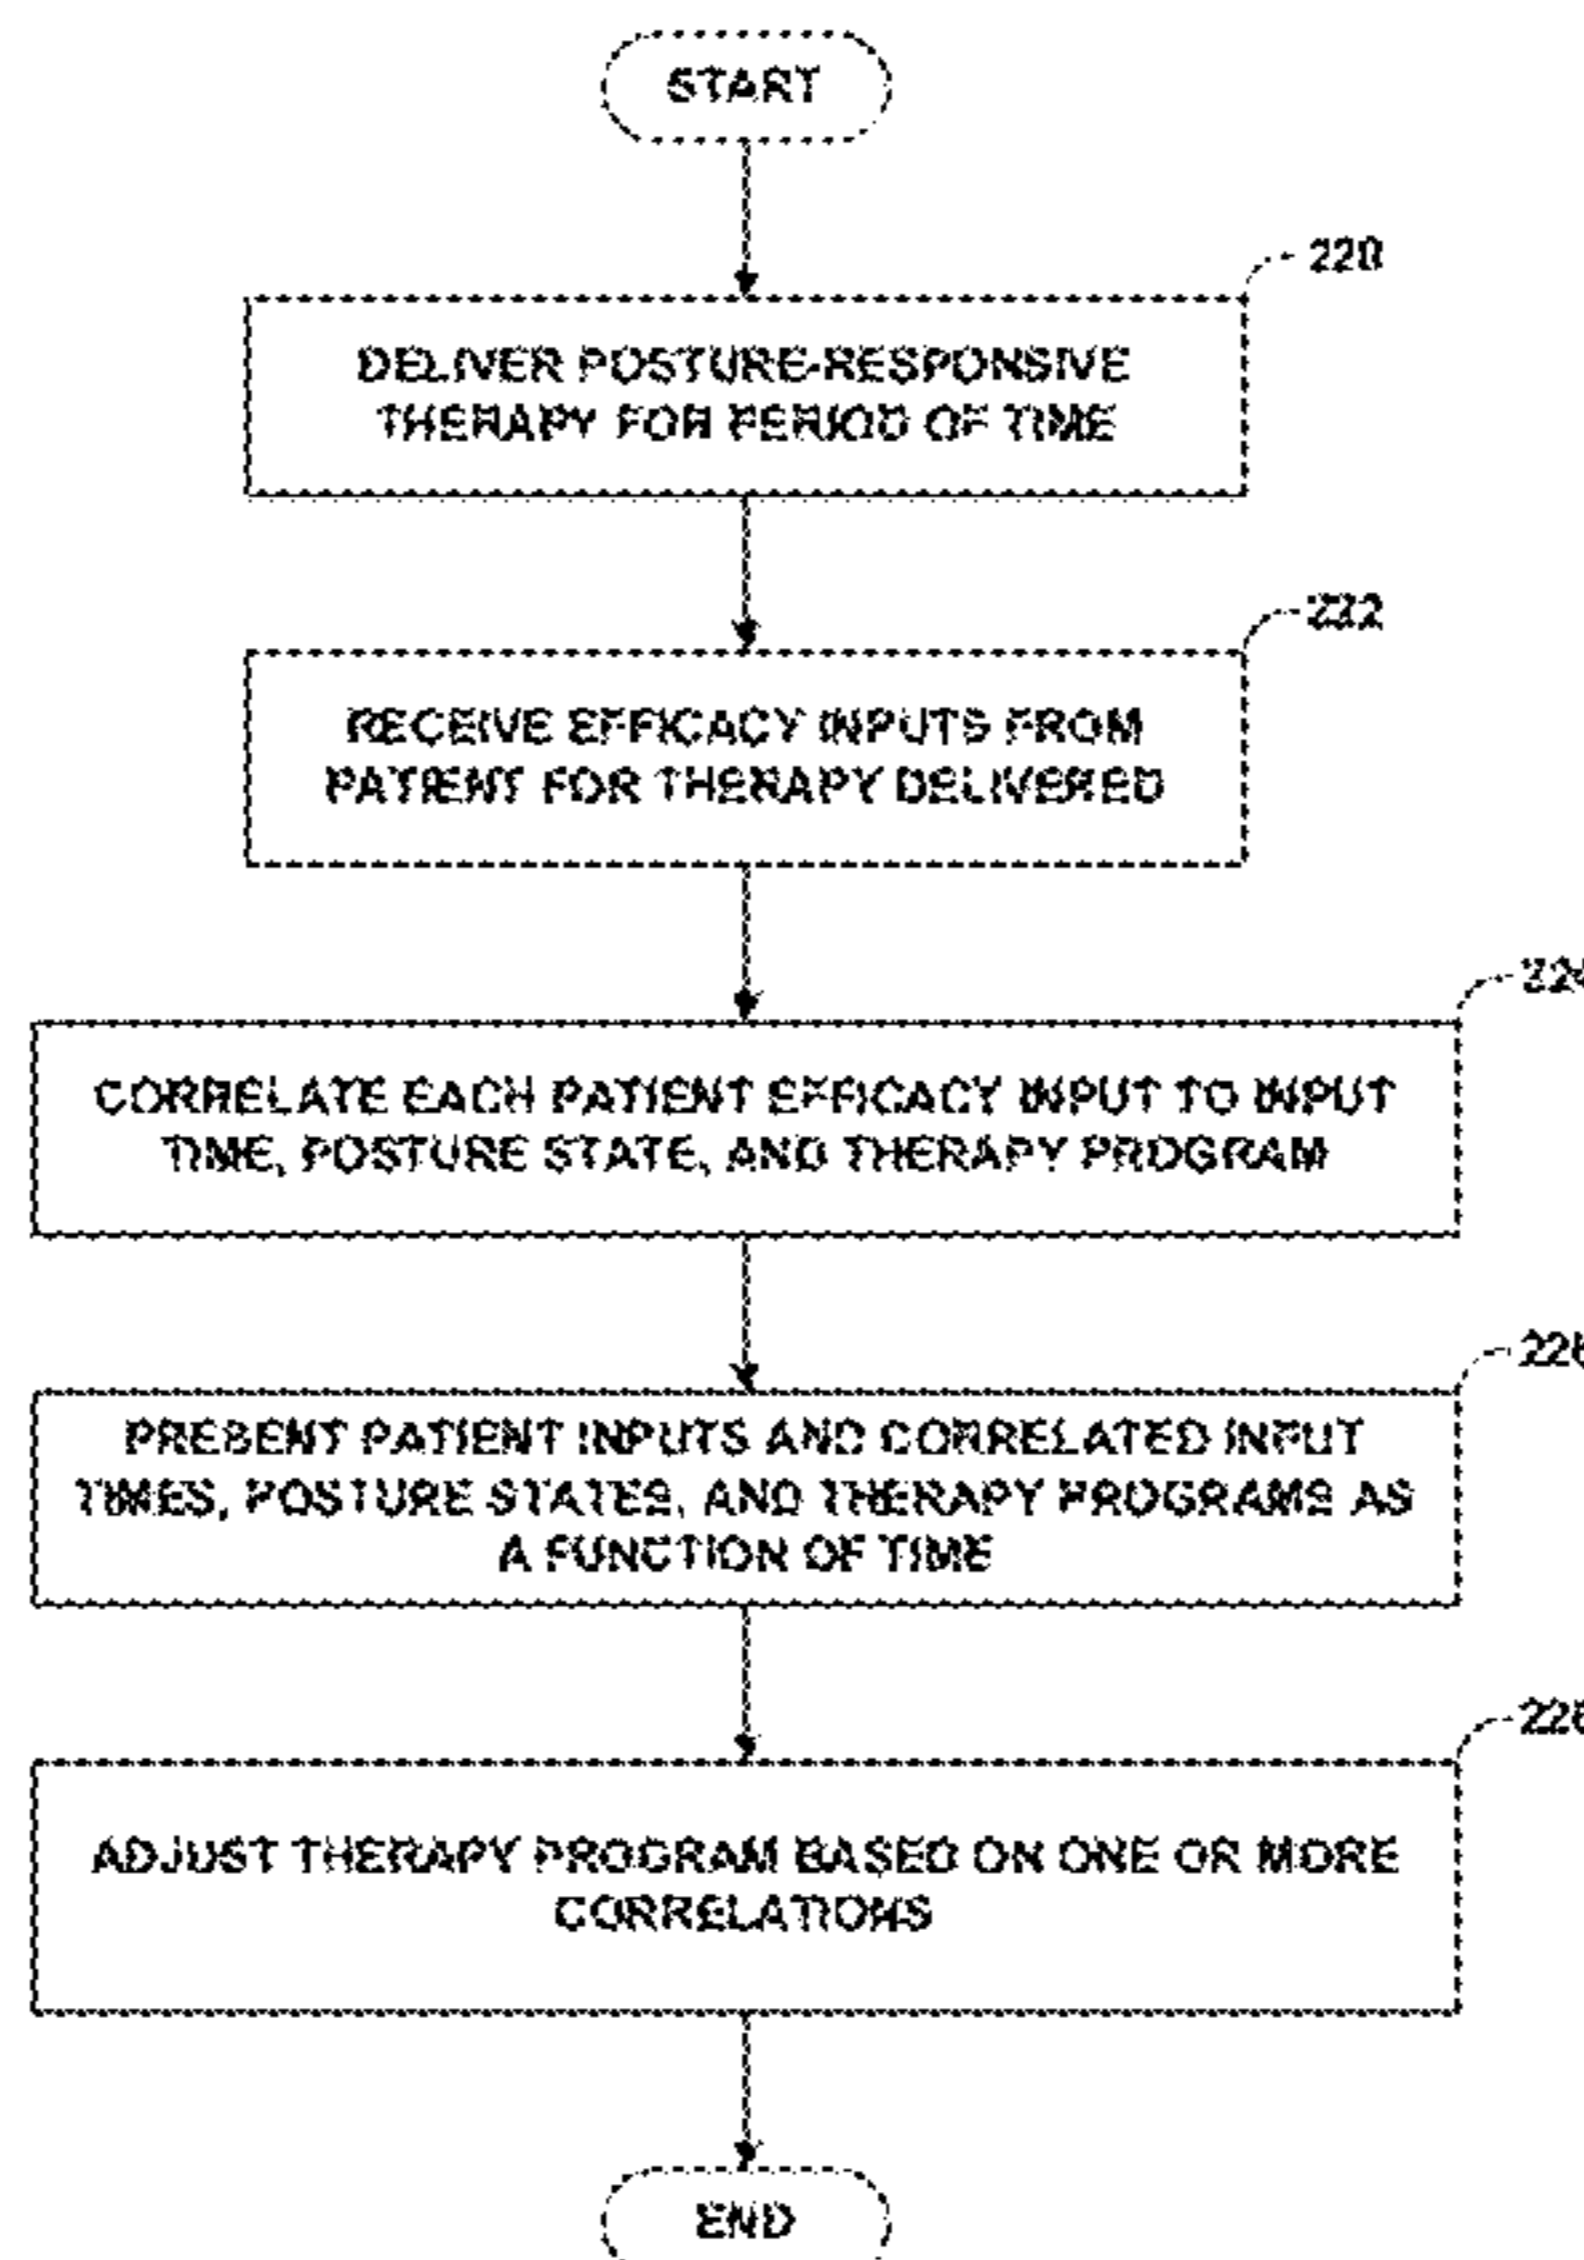 START
220
DELIVER POSTURE-RESPONSIVE
THERAPY FOR PERIOD OF TIME
222
RECEIVE EFFICACY INPUTS FROM
PATIENT FOR THERAPY DELIVERED
CORRELATE EACH PATIENT EFFICACY INPUT TO INPUT
TIME, POSTURE STATE, AND THERAPY PROGRAM
PRESENT PATIENT INPUTS AND CORRELATED INPUT
TIMES, POSTURE STATES, AND THERAPY PROGRAMS AS
A FUNCTION OF TIME
ADJUST THERAPY PROGRAM BASED ON ONE OR MORE
CORRELATIONS
END